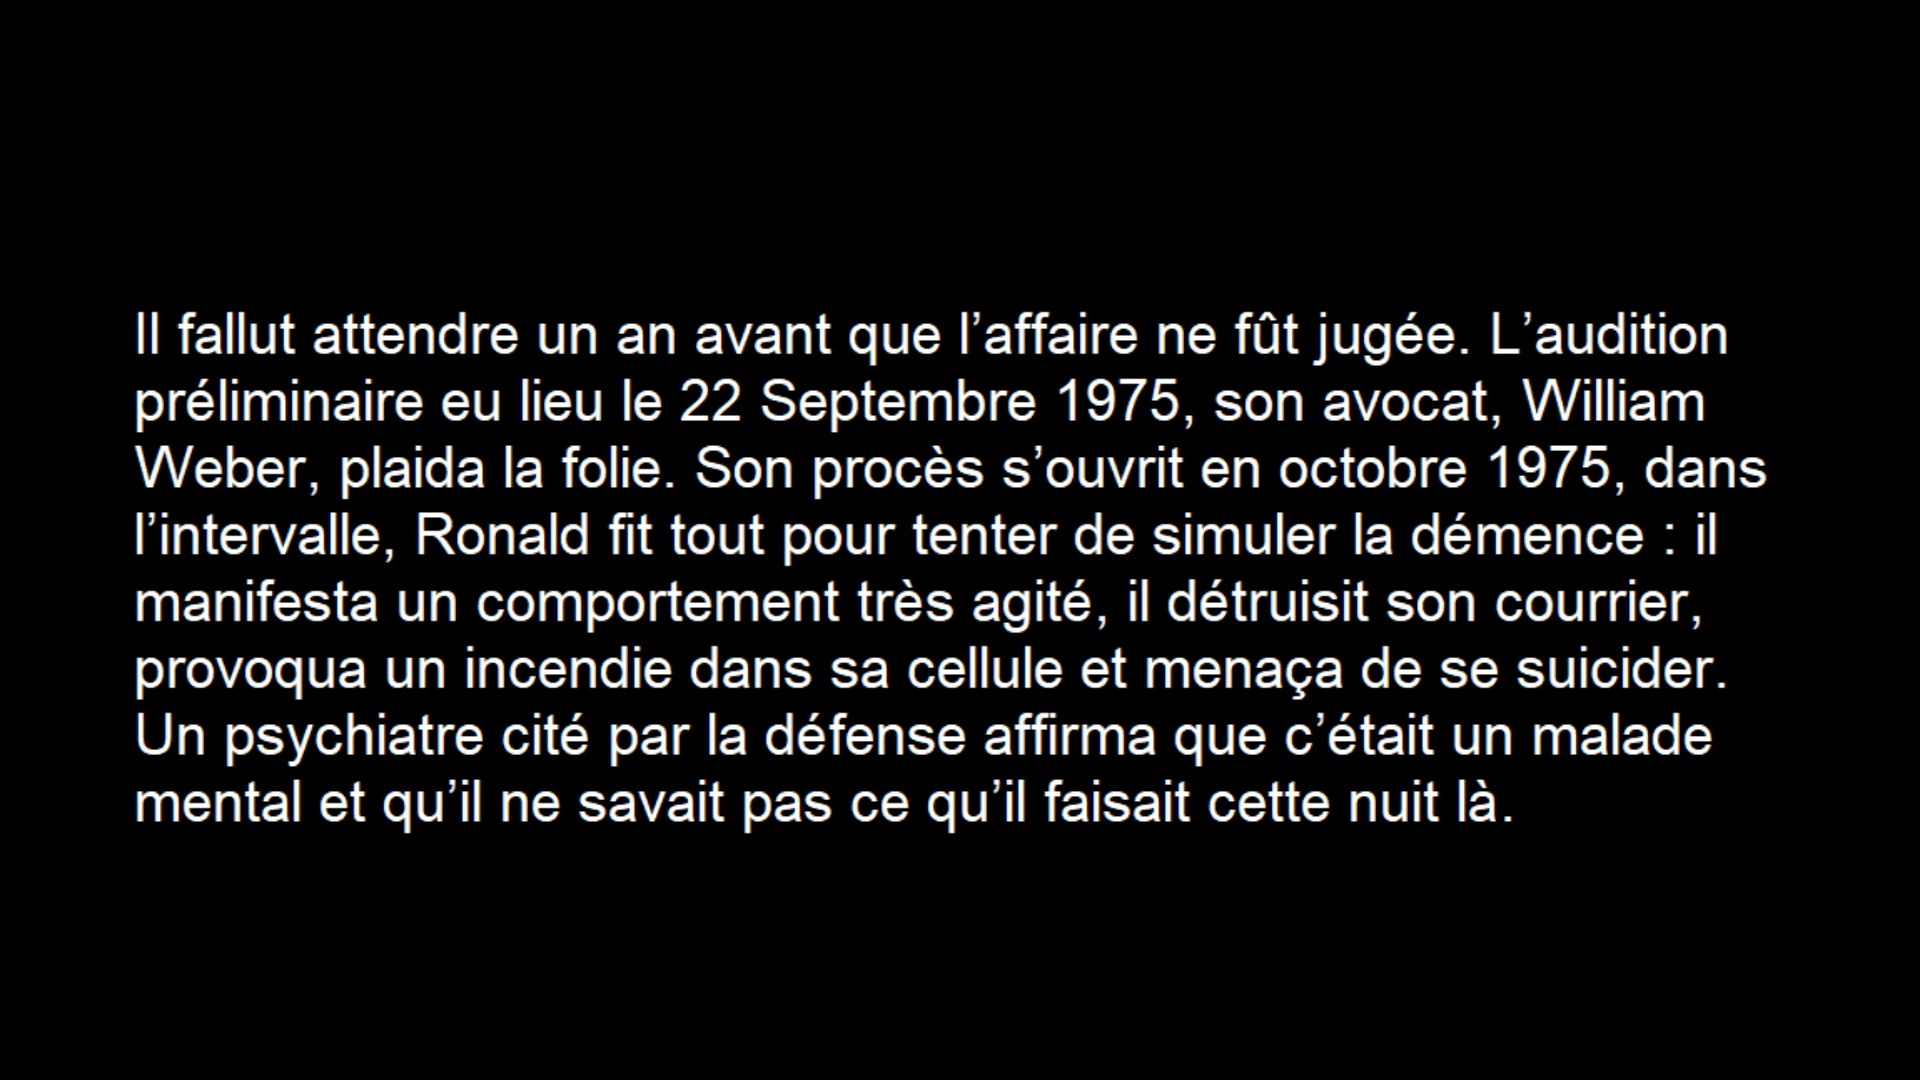 Il fallut attendre un an avant que l’affaire ne fût jugée. L’audition
préliminaire eu lieu le 22 Septembre 1975, son avocat, William
Weber, plaida la folie. Son procès s’ouvrit en octobre 1975, dans
l’intervalle, Ronald fit tout pour tenter de simuler la démence : il
manifesta un comportement très agité, il détruisit son courrier,
provoqua un incendie dans sa cellule et menaça de se suicider.
Un psychiatre cité par la défense affirma que c’était un malade
mental et qu’il ne savait pas ce qu’il faisait cette nuit là.